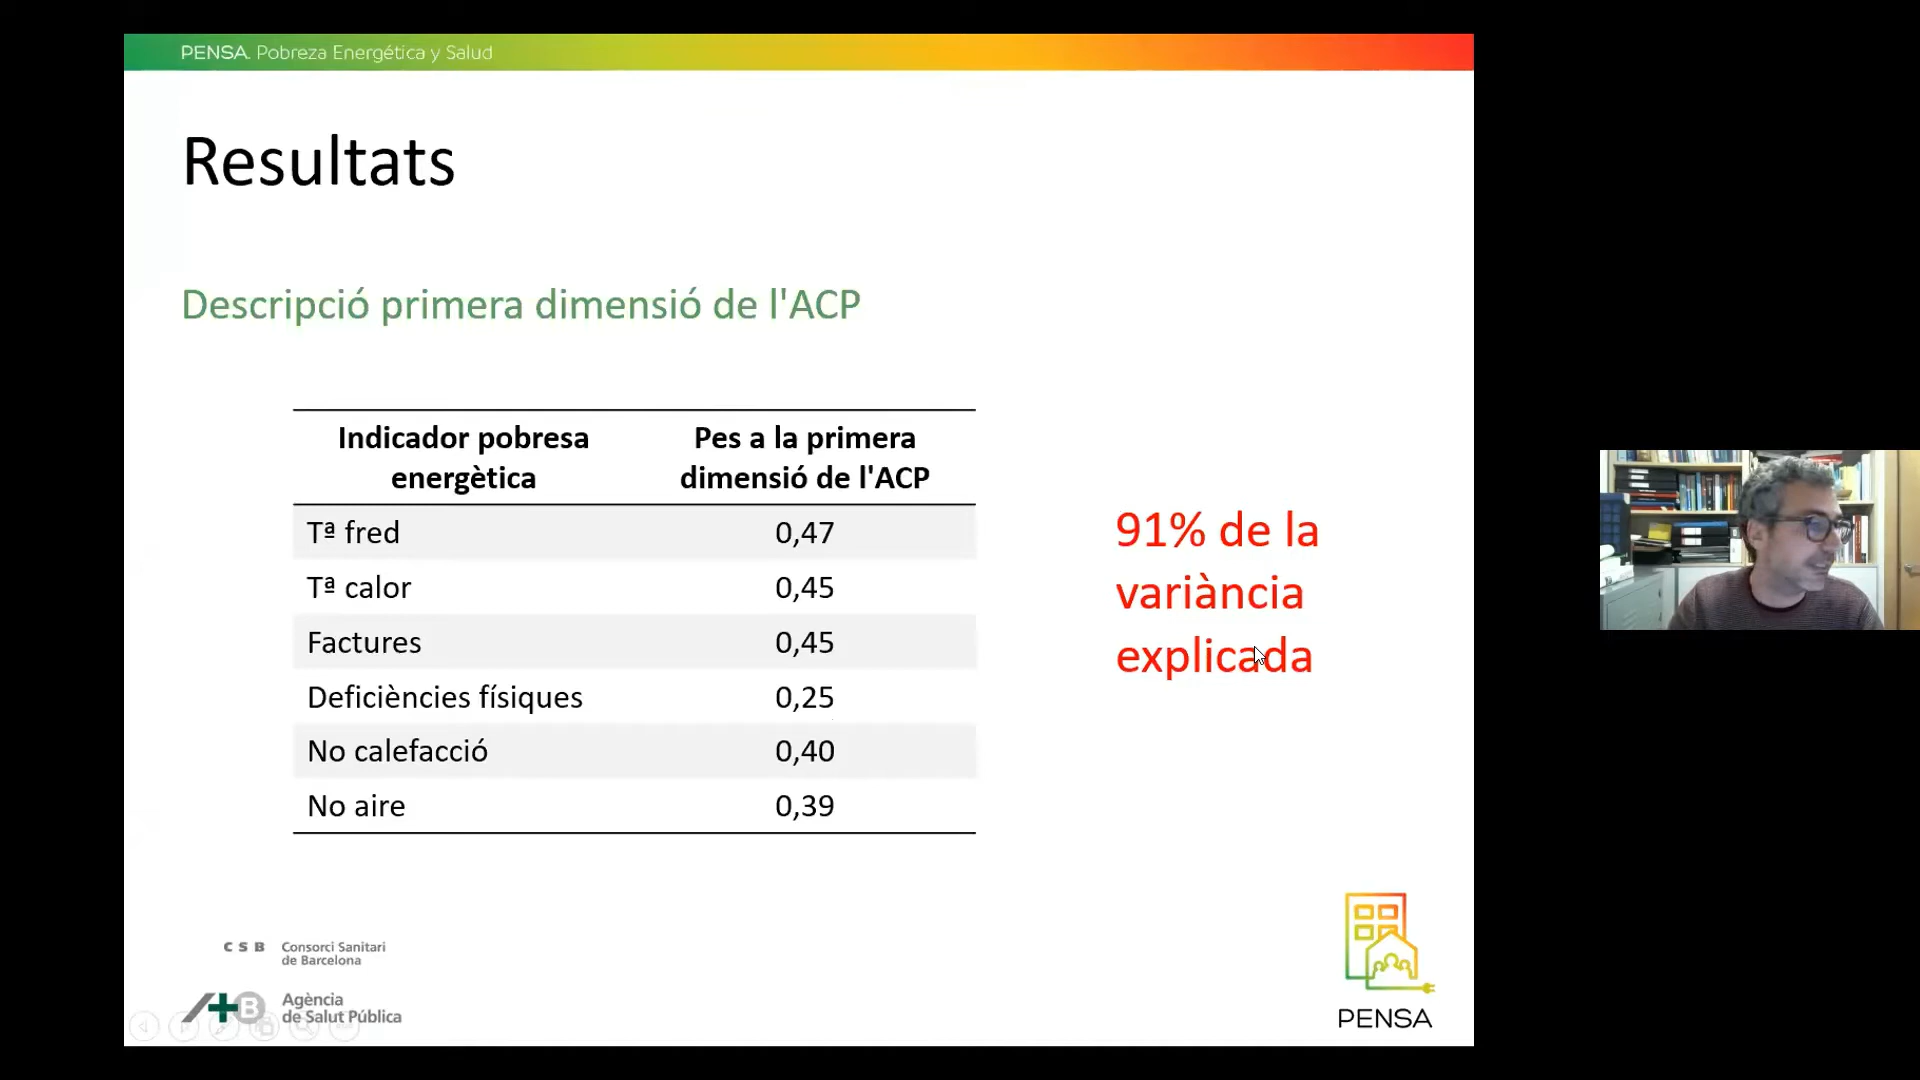 PENSA. Pobreza Energética y Salud
Resultats
Descripció primera dimensió de l'ACP
Indicador pobresa energètica
Pes a la primera dimensió de l'ACP
Tª fred 0,47
Tª calor 0,45
Factures 0,45
Deficiències físiques 0,25
No calefacció 0,40
No aire 0,39
91% de la
variància
explicada
CSB Consorci Sanitari
de Barcelona
Agència
de Salut Pública
B
PENSA